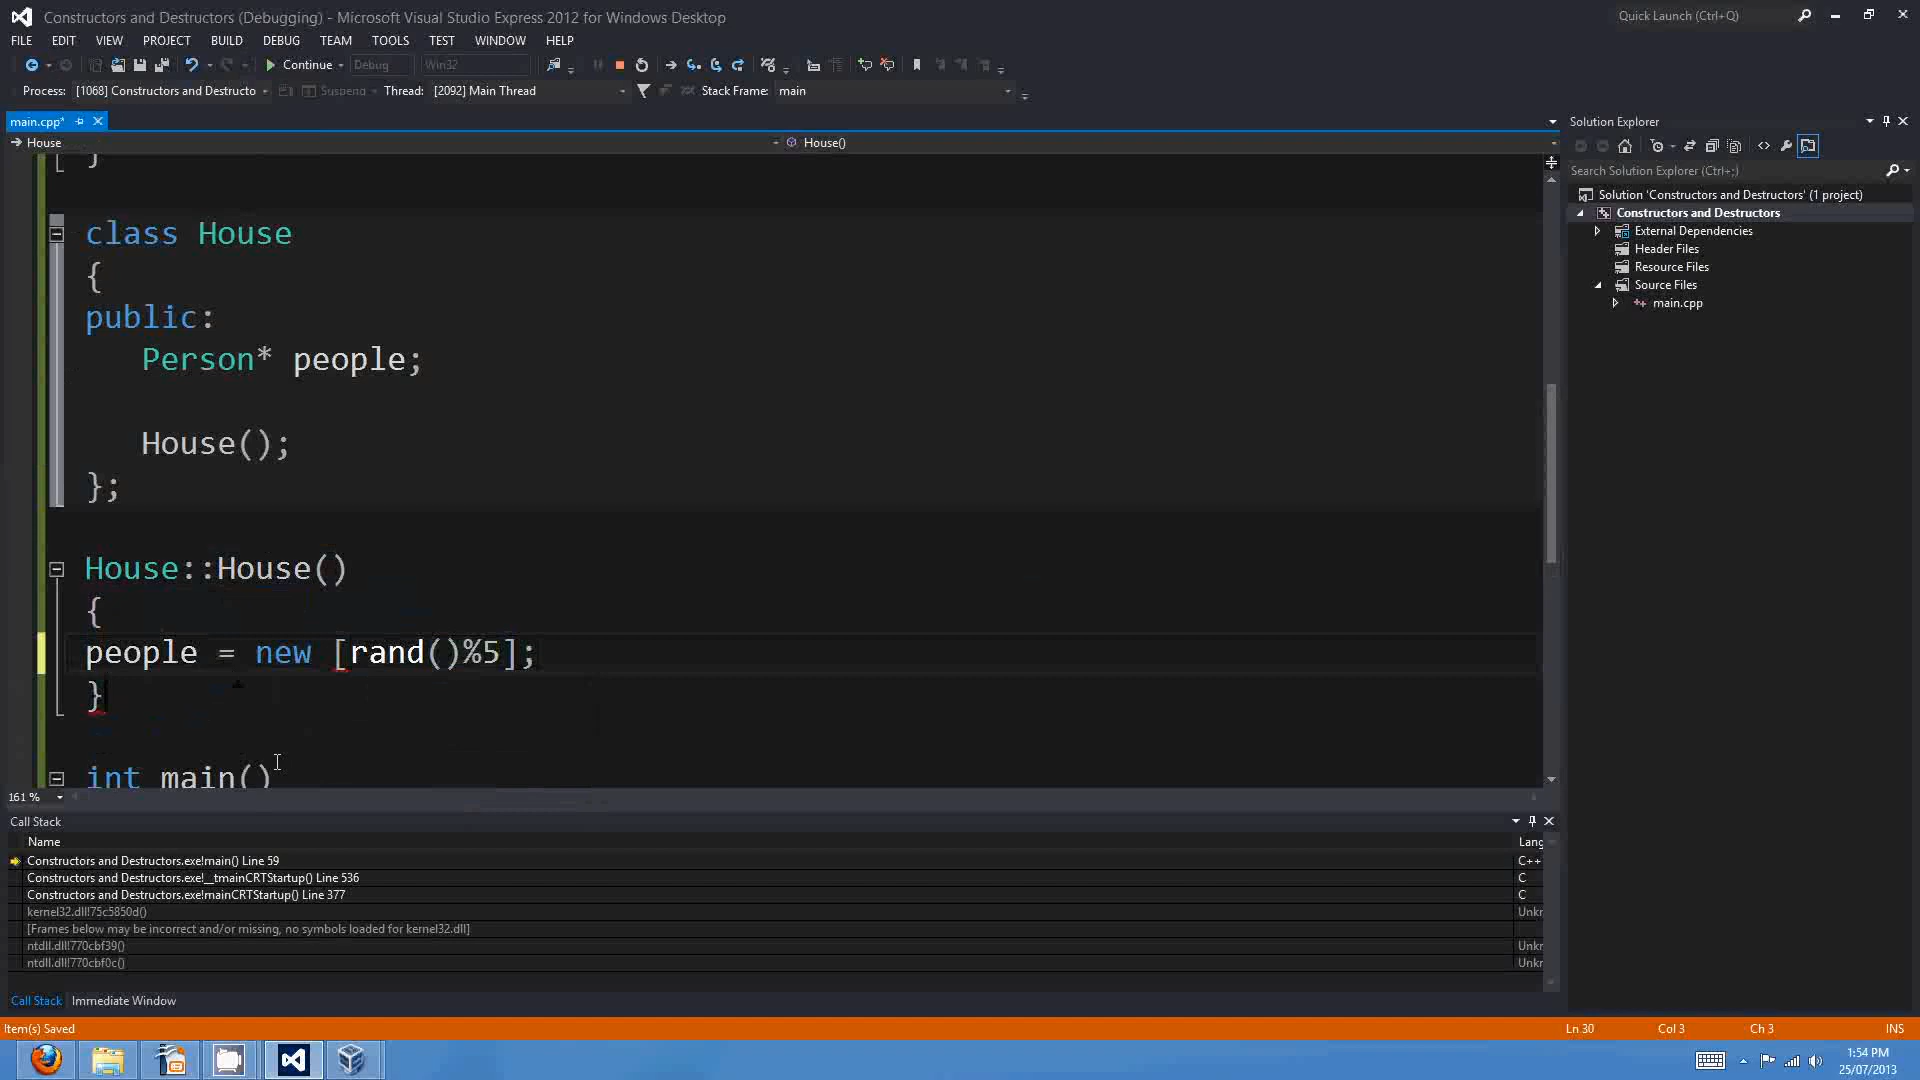 Constructors and Destructors (Debugging) - Microsoft Visual Studio Express 2012 for Windows Desktop
Quick Launch (Ctrl+Q)
FILE EDIT VIEW PROJECT BUILD DEBUG TEAM TOOLS TEST WINDOW HELP
Continue Debug Win32
Process: [1068] Constructors and Destructo Suspend Thread: [2092] Main Thread Stack Frame: main
main.cpp*
Solution Explorer
House House()
Search Solution Explorer (Ctrl+;)
Solution 'Constructors and Destructors' (1 project)
Constructors and Destructors
External Dependencies
Header Files
Resource Files
Source Files
main.cpp
}
class House
{
public:
Person* people;
House();
};
House::House()
{
people = new [rand()%5];
}
int main()
161 %
Call Stack
Name Lang
Constructors and Destructors.exe!main() Line 59 C++
Constructors and Destructors.exe!__tmainCRTStartup() Line 536 C
Constructors and Destructors.exe!mainCRTStartup() Line 377 C
kernel32.dll!75c5850d() Unkr
[Frames below may be incorrect and/or missing, no symbols loaded for kernel32.dll]
ntdll.dll!770cbf39() Unkr
ntdll.dll!770cbf0c() Unkr
Call Stack Immediate Window
Item(s) Saved Ln 30 Col 3 Ch 3 INS
1:54 PM
25/07/2013